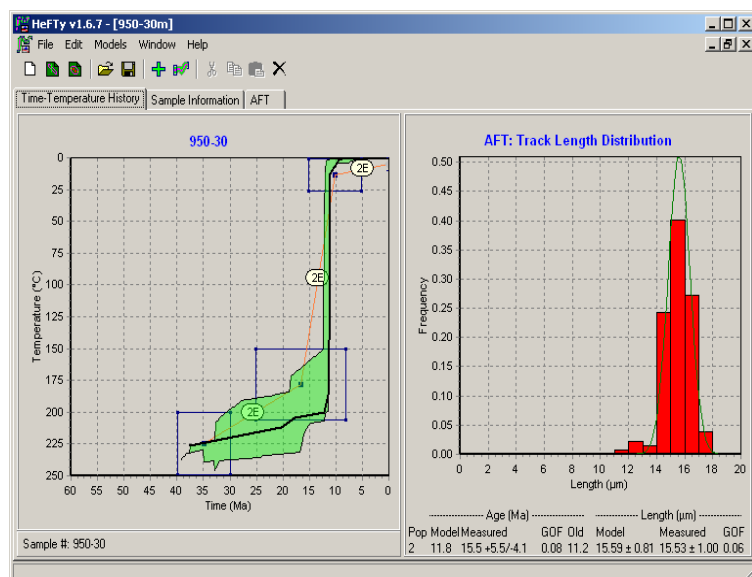 HeFTy v1.6.7 - [950-30m]
File Edit Models Window Help
Time-Temperature History Sample Information AFT
950-30
0
25
50
75
100
125
150
175
200
225
250
Temperature (°C)
2E
2E
2E
60 55 50 45 40 35 30 25 20 15 10 5 0
Time (Ma)
Sample #: 950-30
AFT: Track Length Distribution
0.50
0.45
0.40
0.35
0.30
0.25
0.20
0.15
0.10
0.05
0.00
Frequency
0 2 4 6 8 10 12 14 16 18 20
Length (µm)
Age (Ma) Length (µm)
Pop Model Measured GOF Old Model Measured GOF
2 11.8 15.5 +5.5/-4.1 0.08 11.2 15.59 ± 0.81 15.53 ± 1.00 0.06